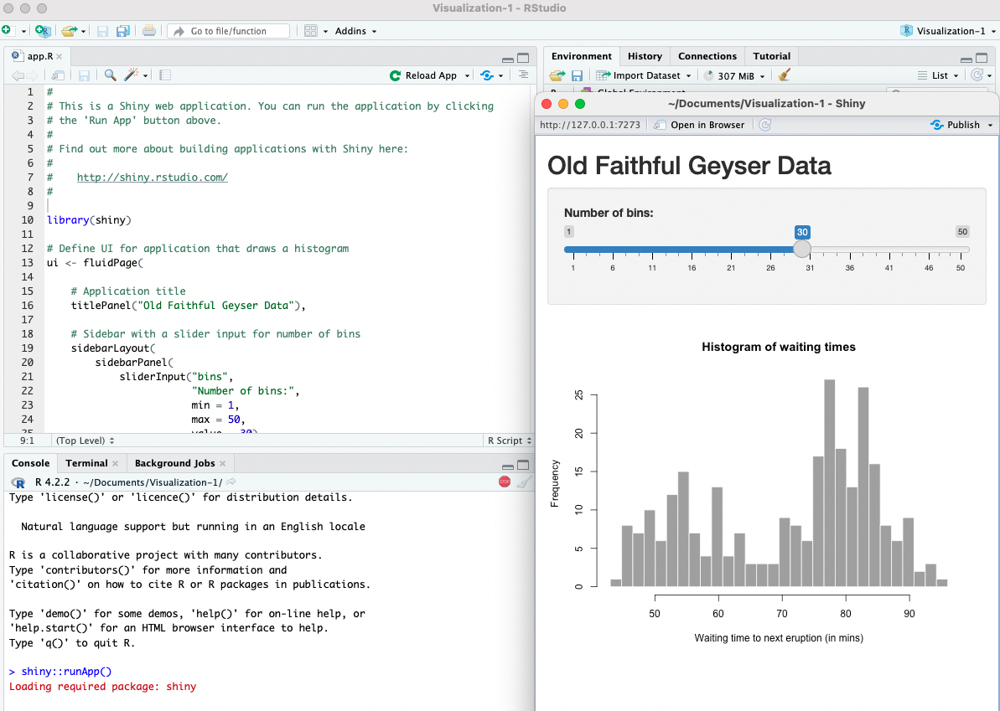 Visualization-1 - RStudio
Go to file/function
Addins
Visualization-1
app.R
Reload App
1 #
2 # This is a Shiny web application. You can run the application by clicking
3 # the 'Run App' button above.
4 #
5 # Find out more about building applications with Shiny here:
6 #
7 #    http://shiny.rstudio.com/
8 #
9
10 library(shiny)
11
12 # Define UI for application that draws a histogram
13 ui <- fluidPage(
14
15     # Application title
16     titlePanel("Old Faithful Geyser Data"),
17
18     # Sidebar with a slider input for number of bins
19     sidebarLayout(
20         sidebarPanel(
21             sliderInput("bins",
22                         "Number of bins:",
23                         min = 1,
24                         max = 50,
25                         value = 30)
9:1 (Top Level) R Script
Console Terminal Background Jobs
R 4.2.2 · ~/Documents/Visualization-1/
STOP
Type 'license()' or 'licence()' for distribution details.
  Natural language support but running in an English locale
R is a collaborative project with many contributors.
Type 'contributors()' for more information and
'citation()' on how to cite R or R packages in publications.
Type 'demo()' for some demos, 'help()' for on-line help, or
'help.start()' for an HTML browser interface to help.
Type 'q()' to quit R.
> shiny::runApp()
Loading required package: shiny
Environment History Connections Tutorial
Import Dataset 307 MiB List
Global Environment
~/Documents/Visualization-1 - Shiny
http://127.0.0.1:7273 Open in Browser Publish
Old Faithful Geyser Data
Number of bins:
1 30 50
1 6 11 16 21 26 31 36 41 46 50
Histogram of waiting times
Frequency
25
20
15
10
5
0
50 60 70 80 90
Waiting time to next eruption (in mins)